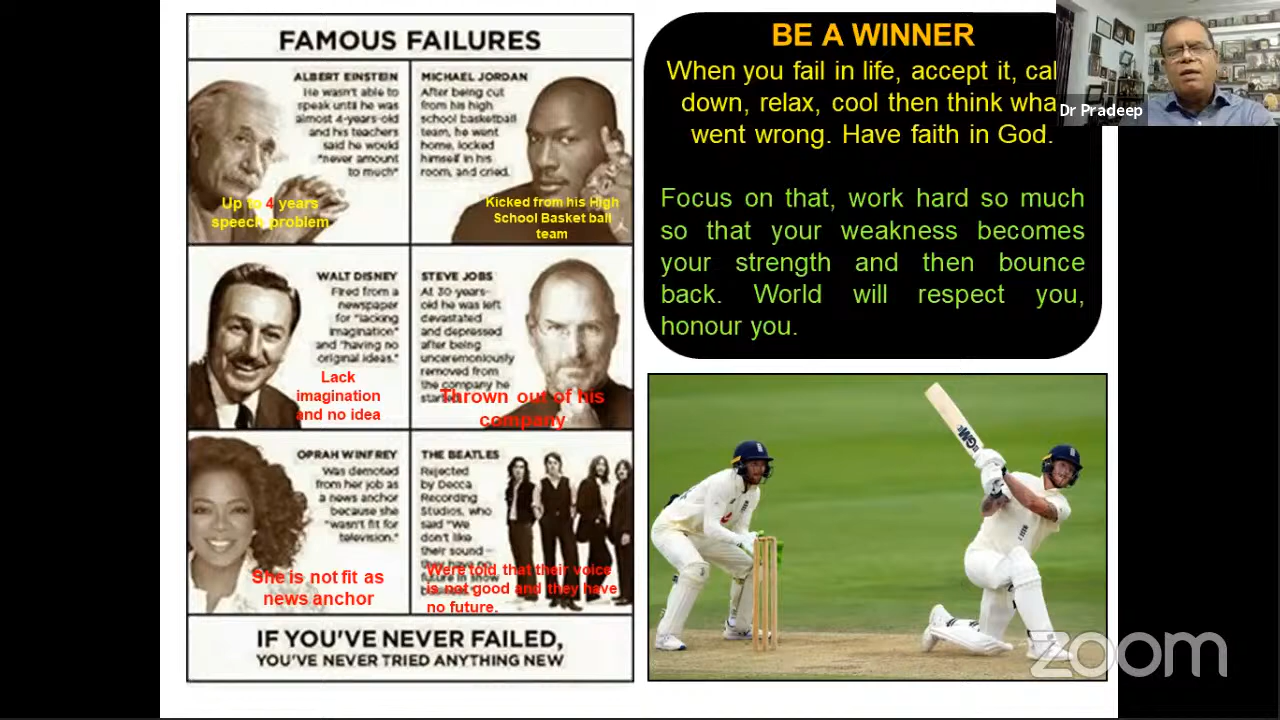 FAMOUS FAILURES
ALBERT EINSTEIN
He wasn't able to
speak until he was
almost 4-years-old
and his teachers
said he would
"never amount
to much"
Up to 4 years
speech problem
MICHAEL JORDAN
After being cut
from his high
school basketball
team, he went
home, locked
himself in his
room, and cried.
Kicked from his High
School Basket ball
team
WALT DISNEY
Fired from a
newspaper
for "lacking
imagination"
and "having no
original ideas."
Lack
imagination
and no idea
STEVE JOBS
At 30-years-
old he was left
devastated
and depressed
after being
unceremoniously
removed from
the company he
Thrown out of his
company
OPRAH WINFREY
Was demoted
from her job as
a news anchor
because she
"wasn't fit for
television."
She is not fit as
news anchor
THE BEATLES
Rejected
by Decca
Recording
Studios, who
said "We
don't like
their sound –
Were told that their voice
is not good and they have
no future.
IF YOU'VE NEVER FAILED,
YOU'VE NEVER TRIED ANYTHING NEW
BE A WINNER
When you fail in life, accept it, cal
down, relax, cool then think wha
went wrong. Have faith in God.
Focus on that, work hard so much
so that your weakness becomes
your strength and then bounce
back. World will respect you,
honour you.
Dr Pradeep
GM
zoom